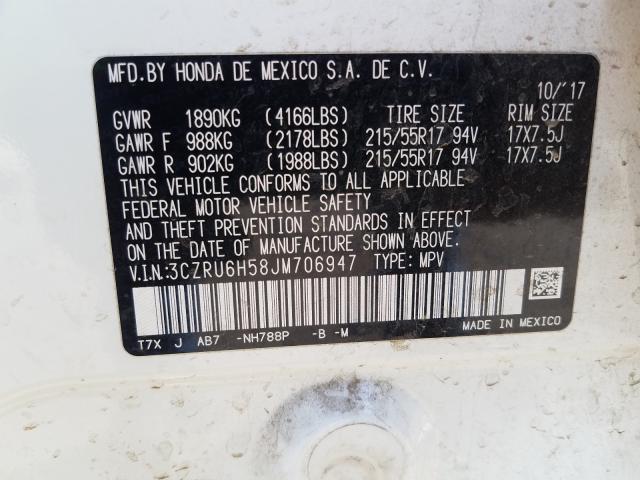 MFD.BY HONDA DE MEXICO S.A. DE C.V.
10/'17
GVWR 1890KG (4166LBS) TIRE SIZE RIM SIZE
GAWR F 988KG (2178LBS) 215/55R17 94V 17X7.5J
GAWR R 902KG (1988LBS) 215/55R17 94V 17X7.5J
THIS VEHICLE CONFORMS TO ALL APPLICABLE
FEDERAL MOTOR VEHICLE SAFETY
AND THEFT PREVENTION STANDARDS IN EFFECT
ON THE DATE OF MANUFACTURE SHOWN ABOVE.
V.I.N:3CZRU6H58JM706947 TYPE: MPV
T7X J AB7 -NH788P -B -M
MADE IN MEXICO